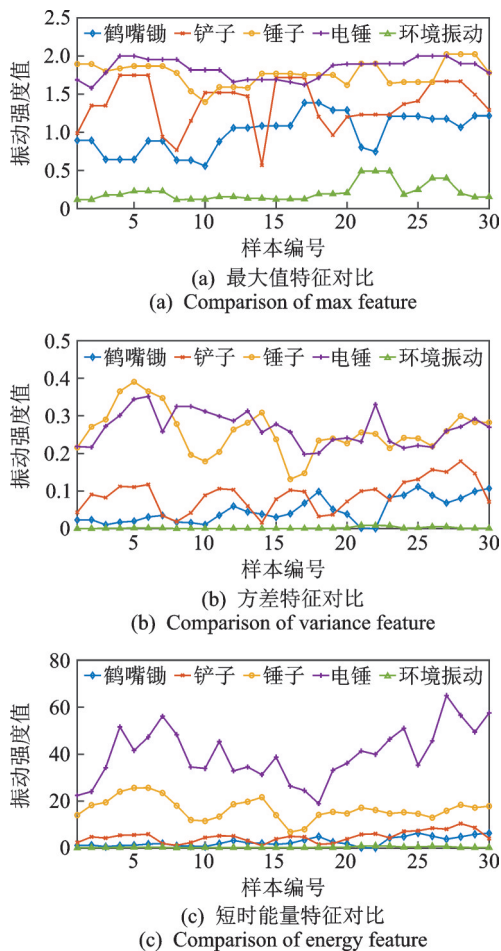 鹤嘴锄 铲子 锤子 电锤 环境振动
2.5
2.0
1.5
1.0
0.5
0
振动强度值
5 10 15 20 25 30
样本编号
(a) 最大值特征对比
(a) Comparison of max feature
0.5
鹤嘴锄 铲子 锤子 电锤 环境振动
0.4
0.3
0.2
0.1
0
振动强度值
5 10 15 20 25 30
样本编号
(b) 方差特征对比
(b) Comparison of variance feature
80
鹤嘴锄 铲子 锤子 电锤 环境振动
60
40
20
0
振动强度值
5 10 15 20 25 30
样本编号
(c) 短时能量特征对比
(c) Comparison of energy feature